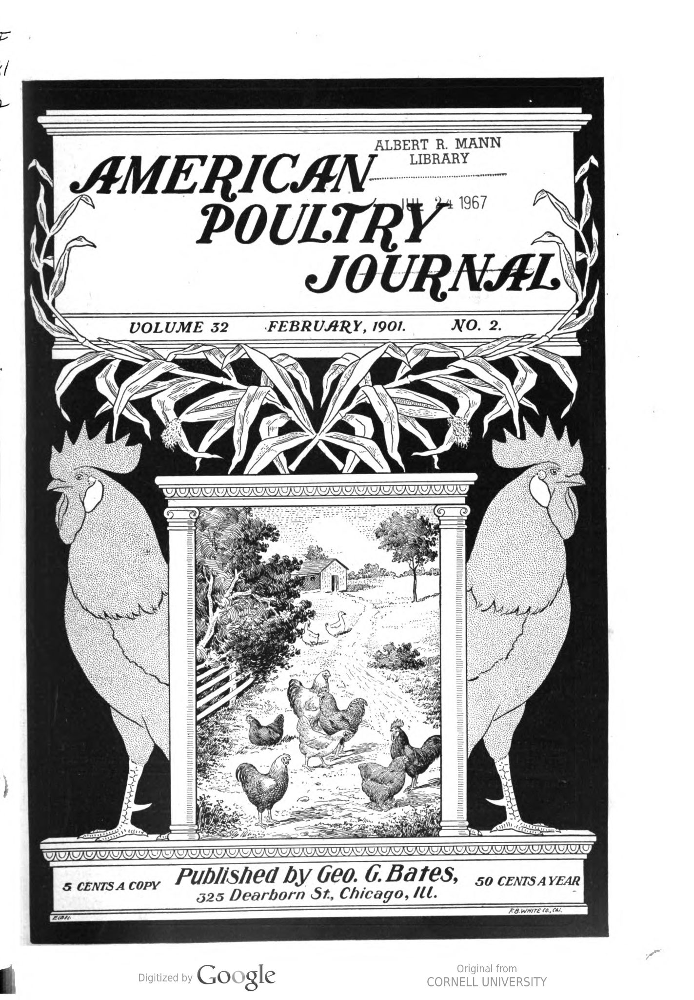 ALBERT R. MANN
LIBRARY
AMERICAN
JUL 24 1967
POULTRY
JOURNAL
VOLUME 32 FEBRUARY, 1901. NO. 2.
5 CENTS A COPY
Published by Geo. G. Bates,
325 Dearborn St., Chicago, Ill.
50 CENTS A YEAR
F.B. WHITE CO., Chi.
Digitized by Google
Original from
CORNELL UNIVERSITY